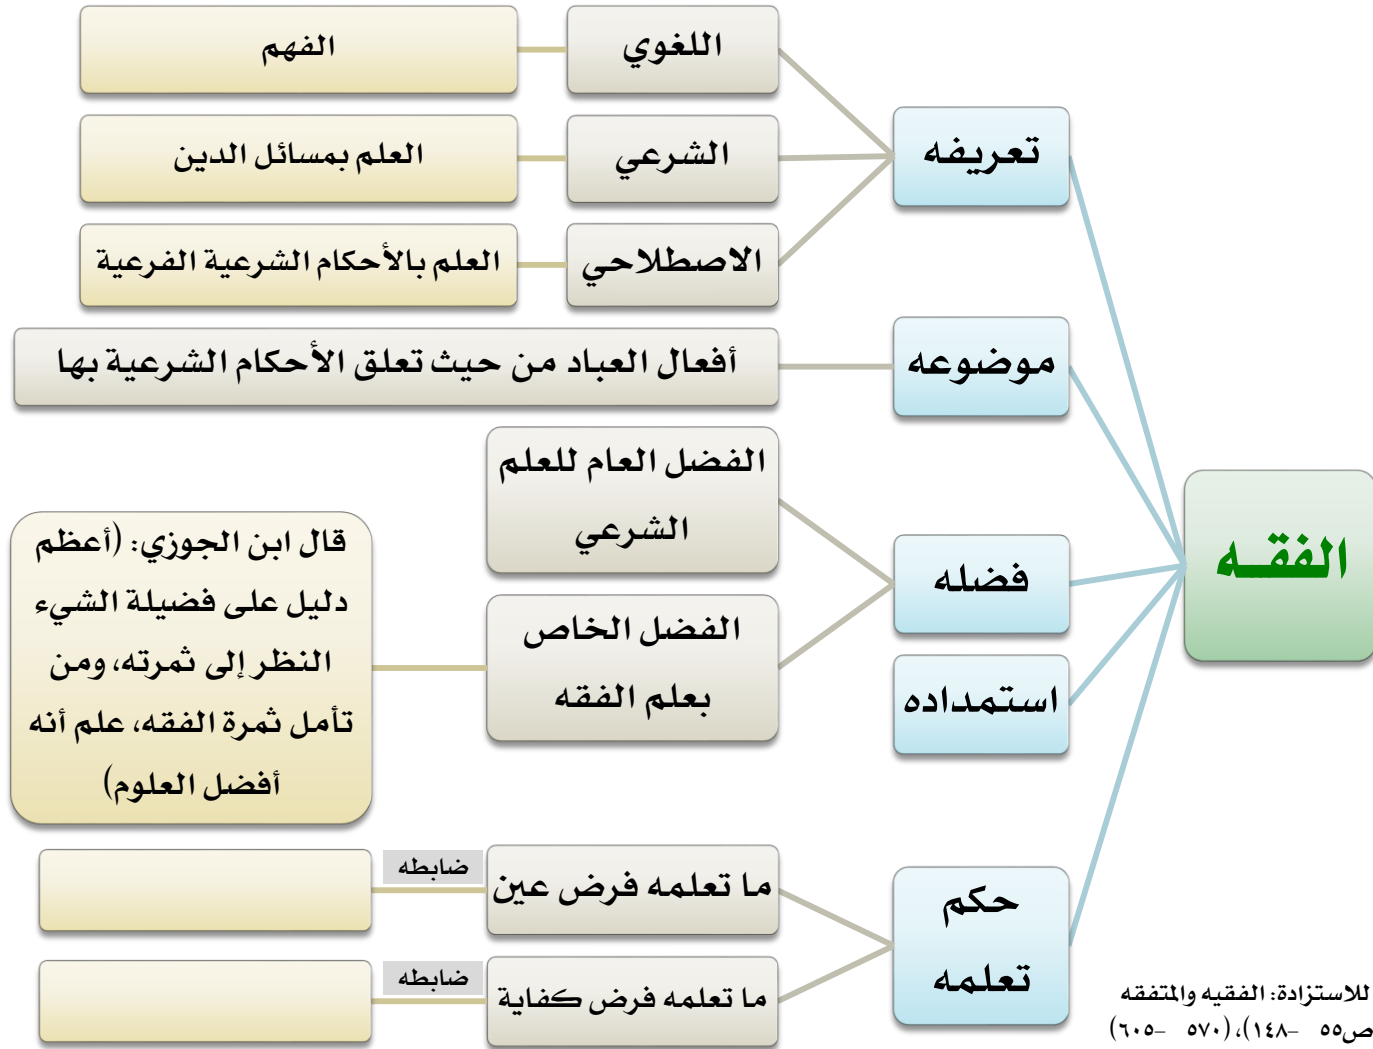 الفقـــه
تعريفه
اللغوي
الفهم
الشرعي
العلم بمسائل الدين
الاصطلاحي
العلم بالأحكام الشرعية الفرعية
موضوعه
أفعال العباد من حيث تعلق الأحكام الشرعية بها
فضله
الفضل العام للعلم
الشرعي
الفضل الخاص
بعلم الفقه
قال ابن الجوزي: (أعظم
دليل على فضيلة الشيء
النظر إلى ثمرته، ومن
تأمل ثمرة الفقه، علم أنه
أفضل العلوم)
استمداده
حكم
تعلمه
ما تعلمه فرض عين
ضابطه
ما تعلمه فرض كفاية
ضابطه
للاستزادة: الفقيه والمتفقه
ص٥٥ –١٤٨)، (٥٧٠ –٦٠٥)